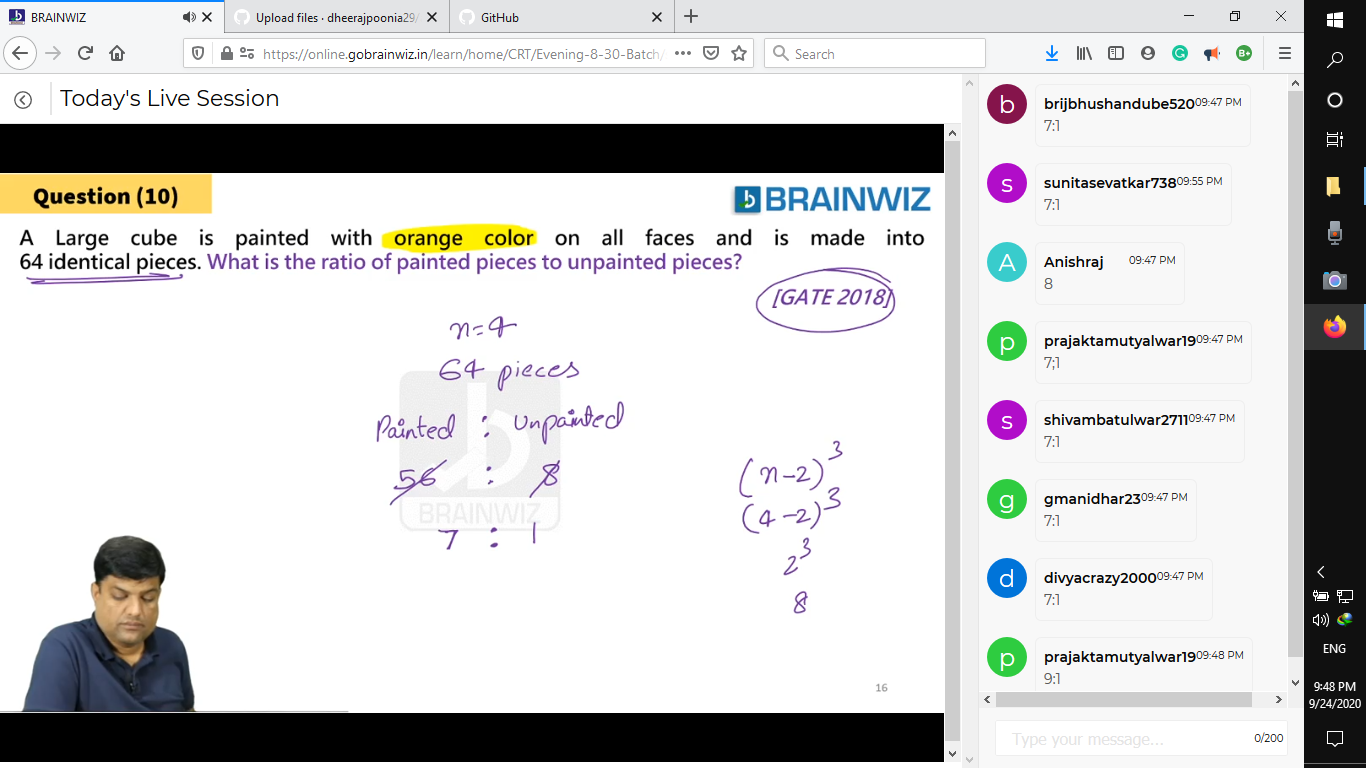 BRAINWIZ
Upload files · dheerajpoonia29/
GitHub
https://online.gobrainwiz.in/learn/home/CRT/Evening-8-30-Batch/
Search
Today's Live Session
Question (10)
BRAINWIZ
A Large cube is painted with orange color on all faces and is made into
64 identical pieces. What is the ratio of painted pieces to unpainted pieces?
[GATE 2018]
n=4
64 pieces
Painted : Unpainted
56 : 8
7 : 1
(n-2)³
(4-2)³
2³
8
BRAINWIZ
16
b
brijbhushandube520 09:47 PM
7:1
s
sunitasevatkar738 09:55 PM
7:1
A
Anishraj 09:47 PM
8
p
prajaktamutyalwar19 09:47 PM
7;1
s
shivambatulwar2711 09:47 PM
7:1
g
gmanidhar23 09:47 PM
7:1
d
divyacrazy2000 09:47 PM
7:1
p
prajaktamutyalwar19 09:48 PM
9:1
Type your message...
0/200
ENG
9:48 PM
9/24/2020